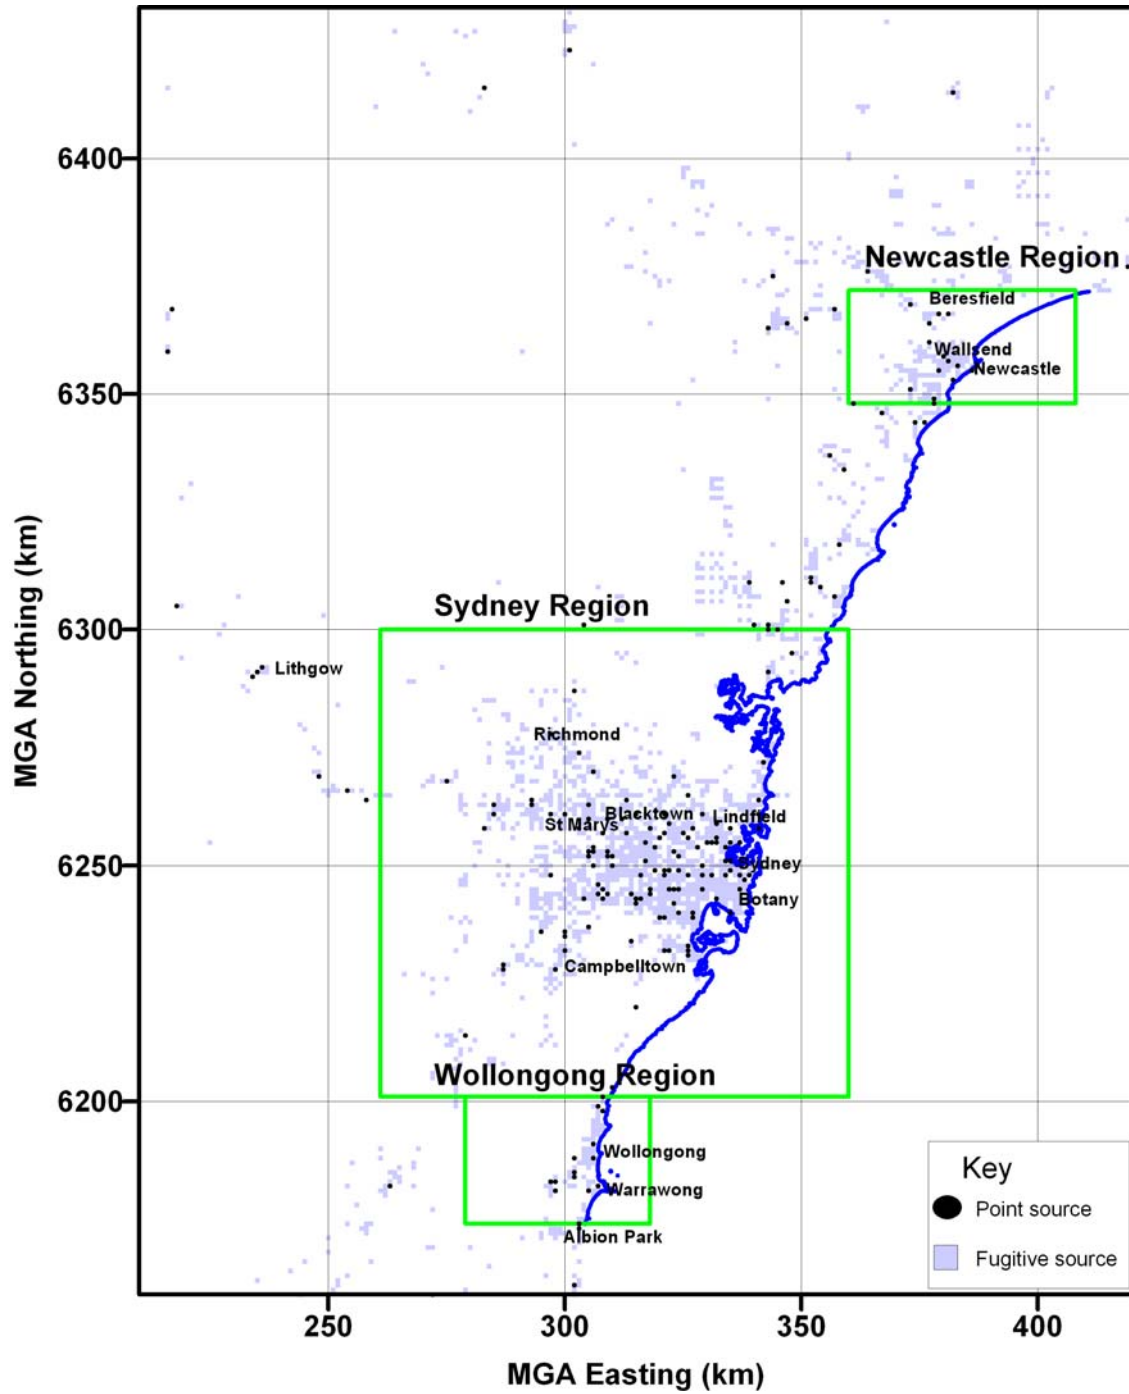 6400
Newcastle Region
Beresfield
Wallsend
Newcastle
6350
MGA Northing (km)
6300
Sydney Region
Lithgow
Richmond
Blacktown
Lindfield
St Marys
6250
Sydney
Botany
Campbelltown
6200
Wollongong Region
Wollongong
Warrawong
Albion Park
Key
Point source
Fugitive source
250
300
350
400
MGA Easting (km)